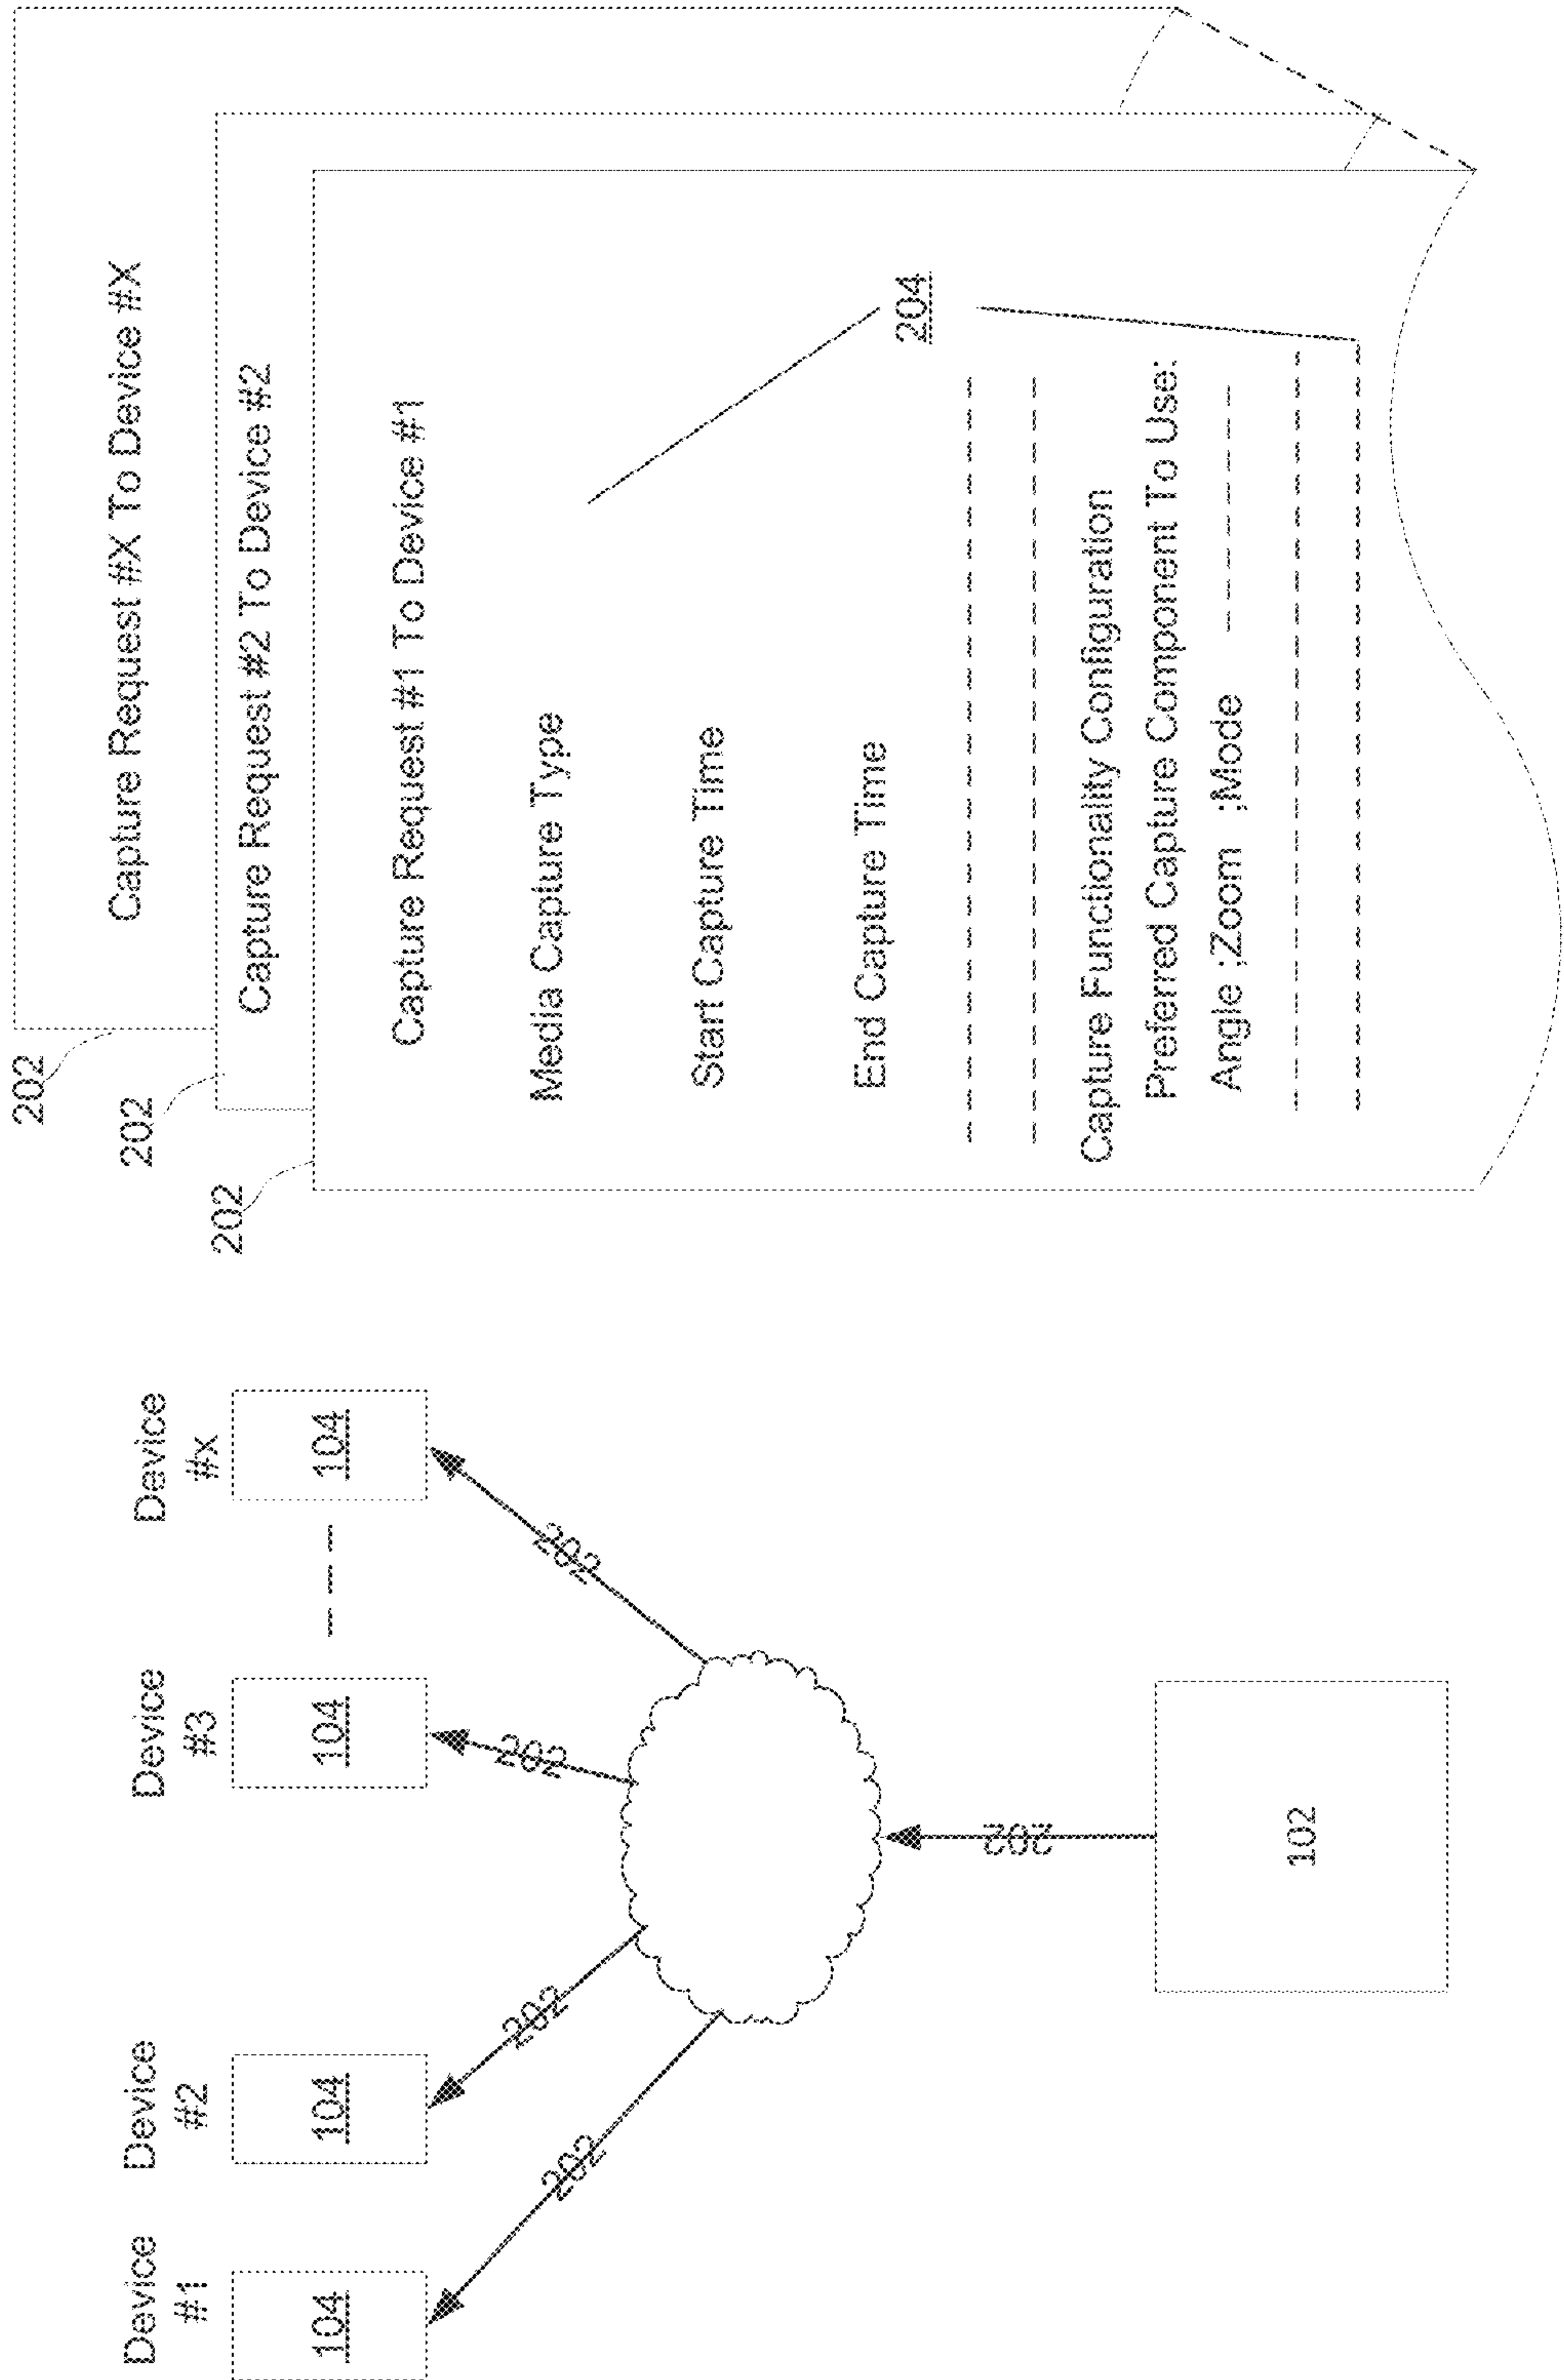 Device
#1
Device
#2
Device
#3
Device
#x
104
104
104
104
202
202
202
202
202
102
202
202
202
Capture Request #X To Device #X
Capture Request #2 To Device #2
Capture Request #1 To Device #1
Media Capture Type
Start Capture Time
End Capture Time
204
Capture Functionality Configuration
Preferred Capture Component To Use:
Angle ;Zoom ;Mode